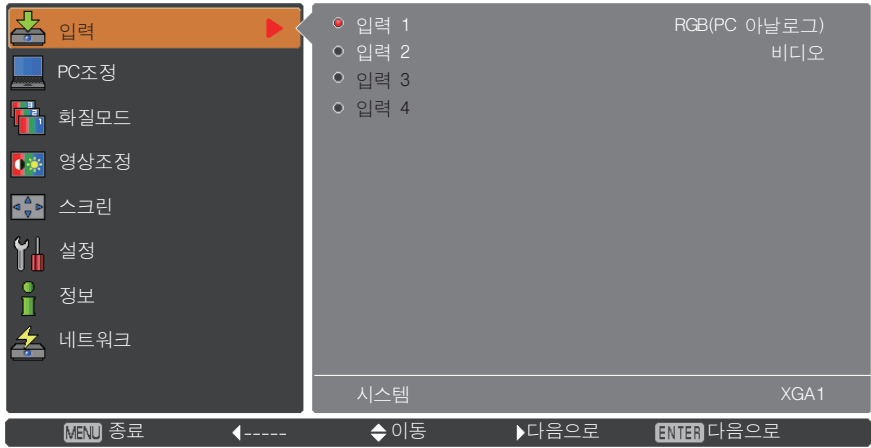 입력
PC조정
화질모드
영상조정
스크린
설정
정보
네트워크
입력 1 RGB(PC 아날로그)
입력 2 비디오
입력 3
입력 4
시스템 XGA1
MENU 종료 ----- 이동 다음으로 ENTER 다음으로